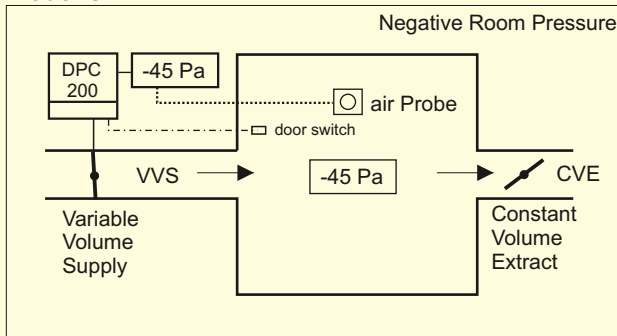 Negative Room Pressure
DPC
200
-45 Pa
air Probe
door switch
VVS
-45 Pa
CVE
Variable
Volume
Supply
Constant
Volume
Extract